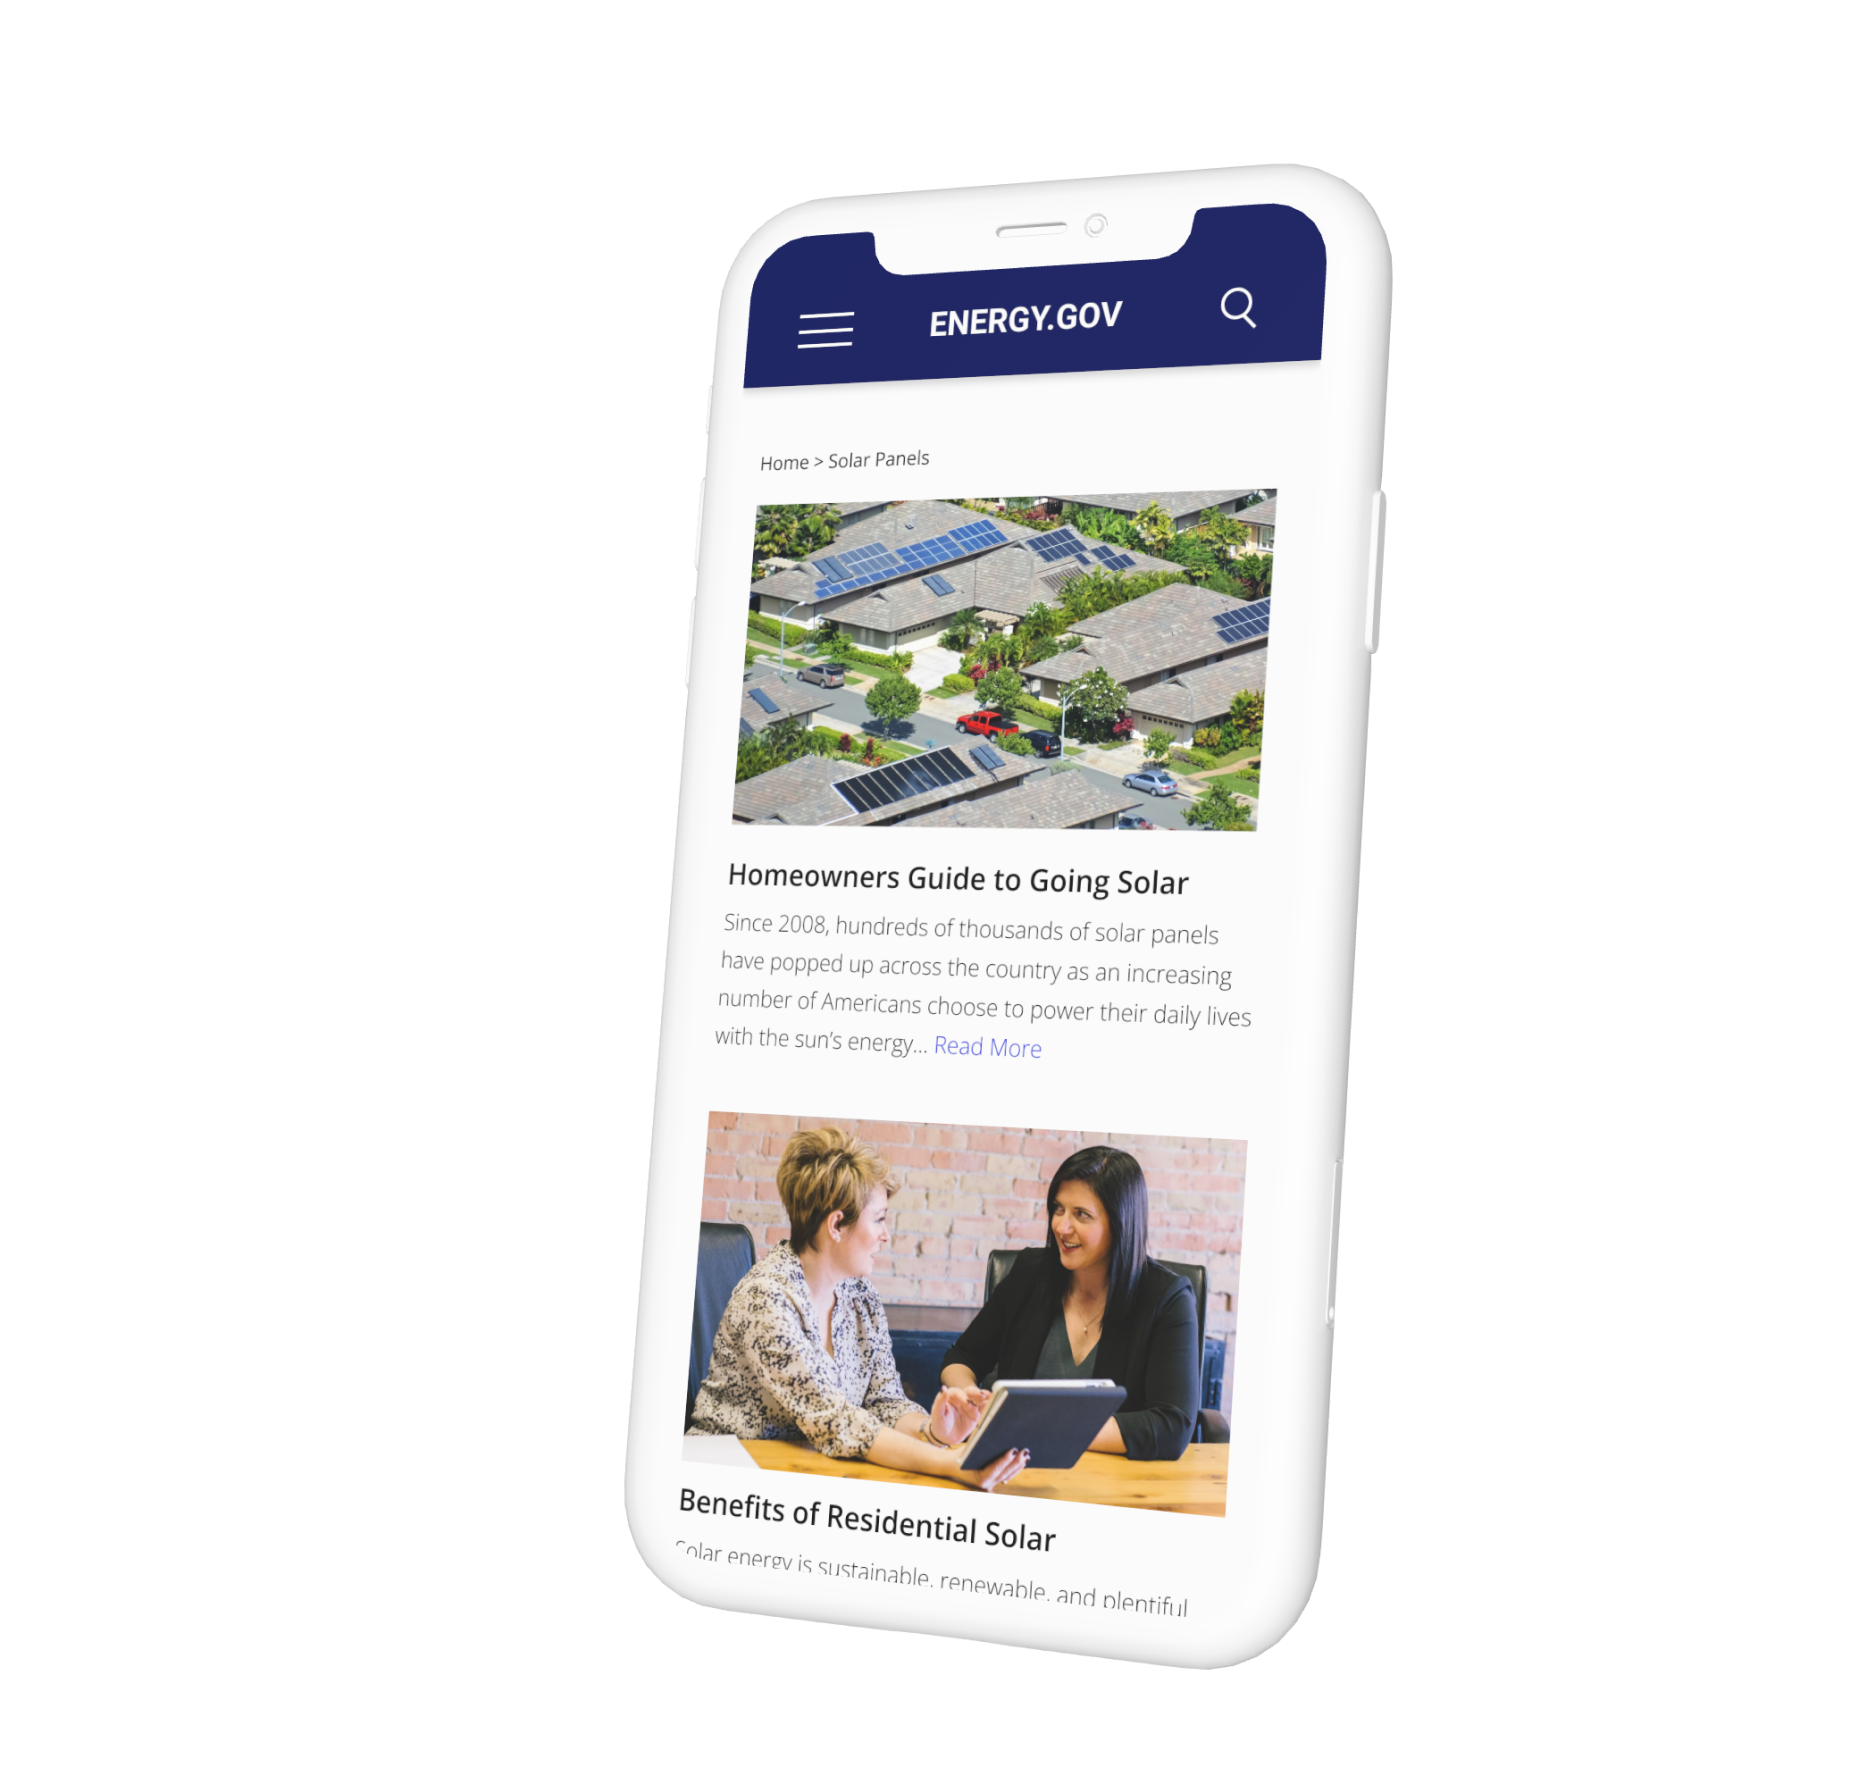 ENERGY.GOV
Home > Solar Panels
Homeowners Guide to Going Solar
Since 2008, hundreds of thousands of solar panels
have popped up across the country as an increasing
number of Americans choose to power their daily lives
with the sun’s energy... Read More
Benefits of Residential Solar
Solar energy is sustainable, renewable, and plentiful